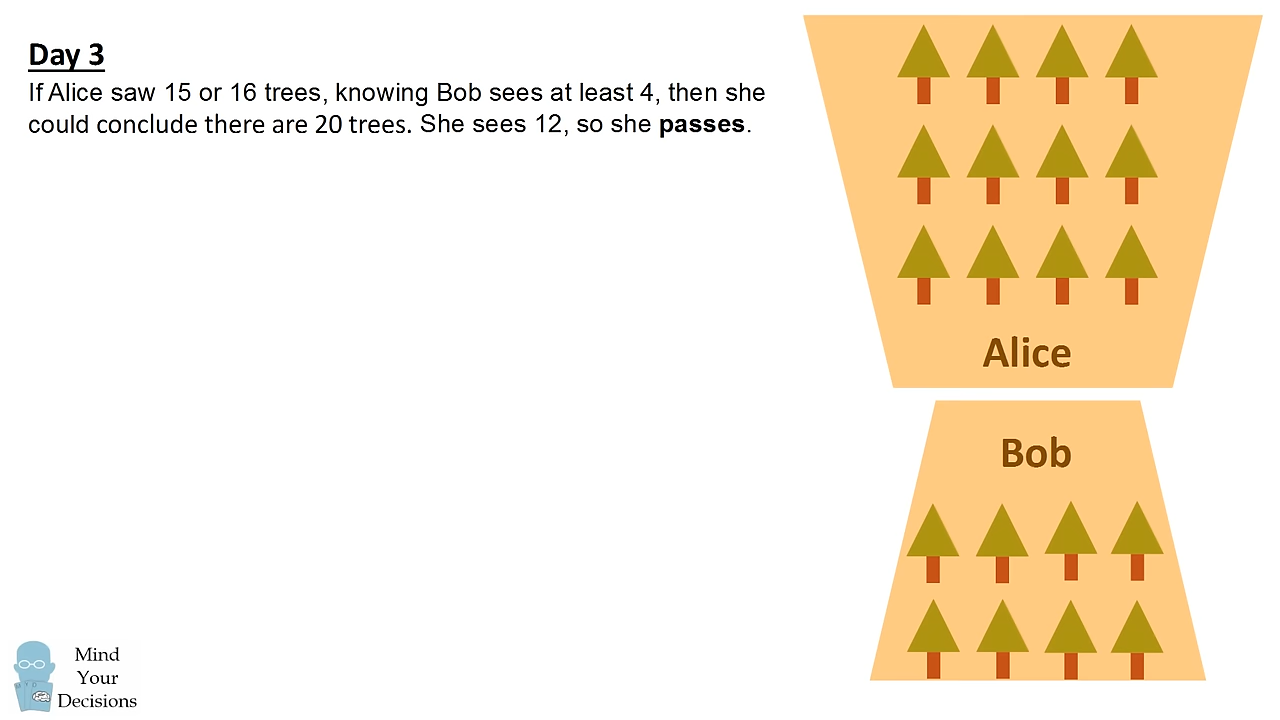 Day 3
If Alice saw 15 or 16 trees, knowing Bob sees at least 4, then she
could conclude there are 20 trees. She sees 12, so she passes.
Alice
Bob
Mind
Your
Decisions